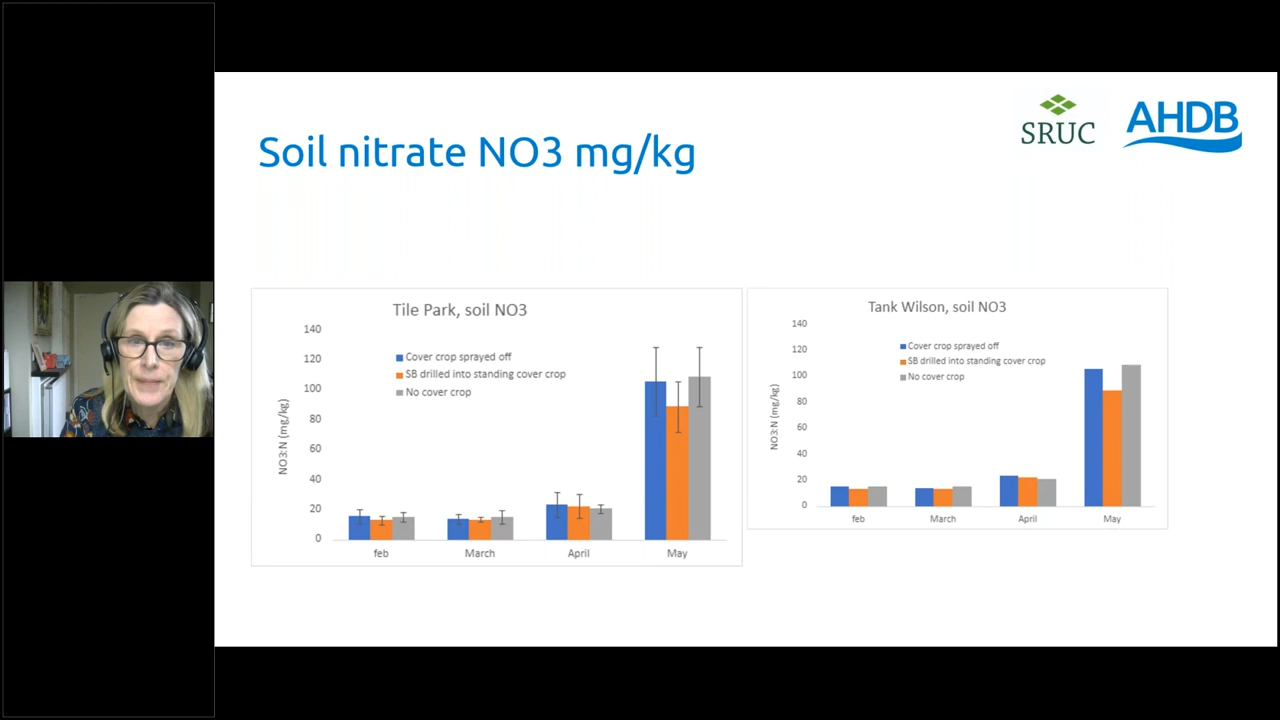 SRUC
AHDB
Soil nitrate NO3 mg/kg
Tile Park, soil NO3
140
120
100
80
60
40
20
0
NO3:N (mg/kg)
Cover crop sprayed off
SB drilled into standing cover crop
No cover crop
feb March April May
Tank Wilson, soil NO3
140
120
100
80
60
40
20
0
NO3:N (mg/kg)
Cover crop sprayed off
SB drilled into standing cover crop
No cover crop
feb March April May